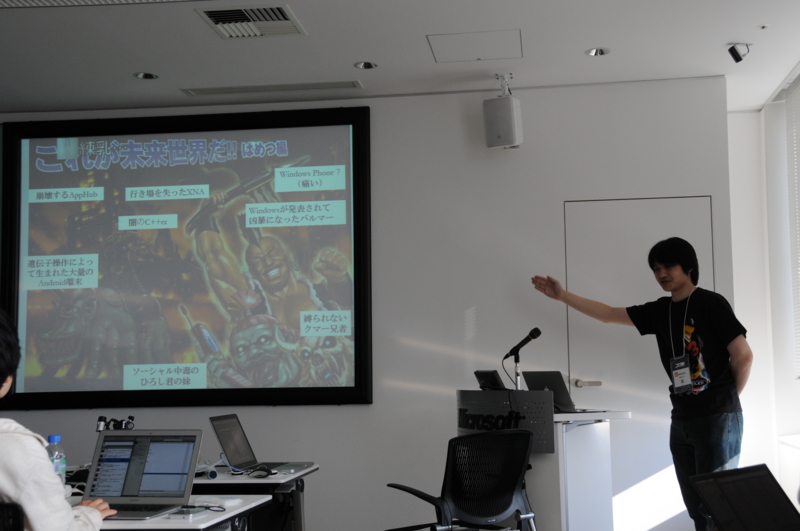 これが未来世界だ!! はめつ編
Windows Phone 7
(痛い)
崩壊するAppHub
行き場を失ったXNA
Windowsが発表されて
凶暴になったバルマー
闇のC++er
遺伝子操作によっ
て生まれた大量の
Android端末
縛られない
クマー兄者
ソーシャル中毒の
ひろし君の妹
Microsoft